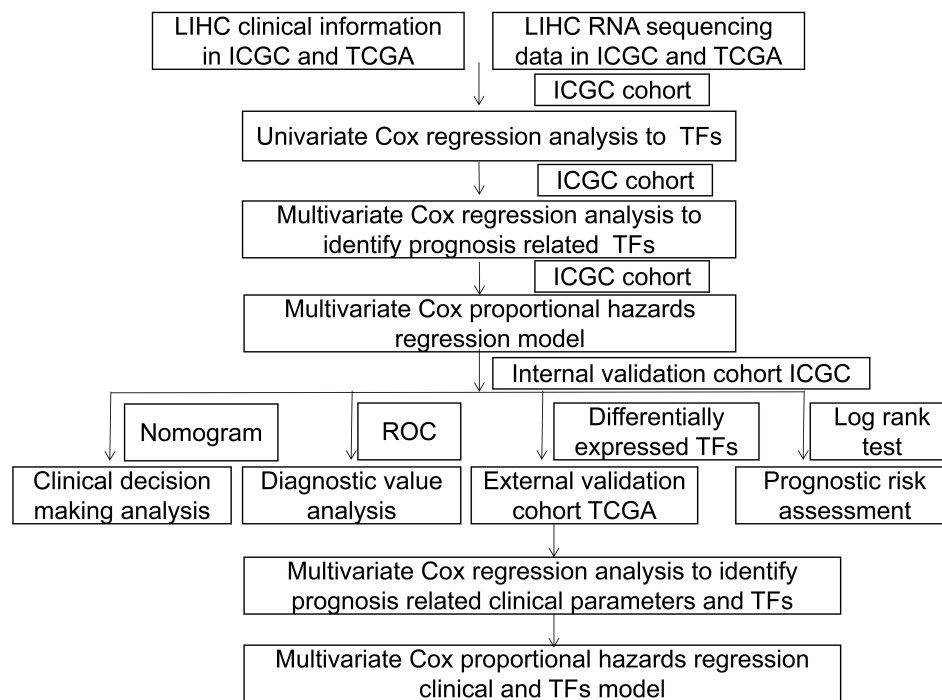 LIHC clinical information
in ICGC and TCGA
LIHC RNA sequencing
data in ICGC and TCGA
ICGC cohort
Univariate Cox regression analysis to TFs
ICGC cohort
Multivariate Cox regression analysis to
identify prognosis related TFs
ICGC cohort
Multivariate Cox proportional hazards
regression model
Internal validation cohort ICGC
Nomogram
ROC
Differentially
expressed TFs
Log rank
test
Clinical decision
making analysis
Diagnostic value
analysis
External validation
cohort TCGA
Prognostic risk
assessment
Multivariate Cox regression analysis to identify
prognosis related clinical parameters and TFs
Multivariate Cox proportional hazards regression
clinical and TFs model